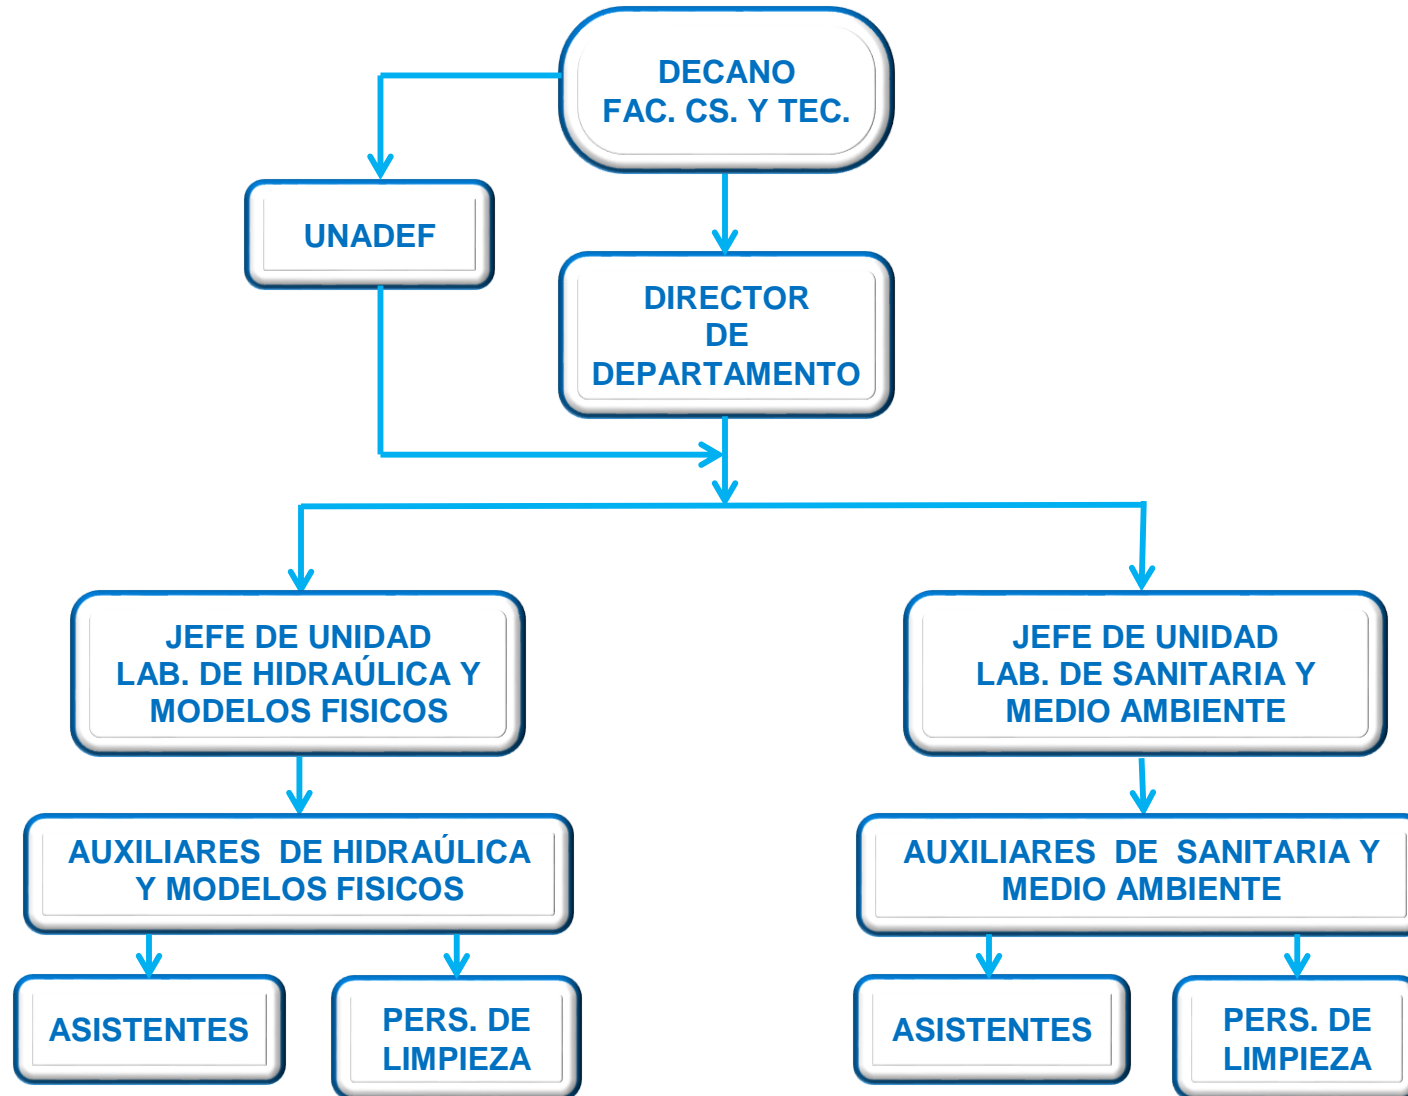 DECANO
FAC. CS. Y TEC.
UNADEF
DIRECTOR
DE
DEPARTAMENTO
JEFE DE UNIDAD
LAB. DE HIDRAÚLICA Y
MODELOS FISICOS
JEFE DE UNIDAD
LAB. DE SANITARIA Y
MEDIO AMBIENTE
AUXILIARES DE HIDRAÚLICA
Y MODELOS FISICOS
AUXILIARES DE SANITARIA Y
MEDIO AMBIENTE
ASISTENTES
PERS. DE
LIMPIEZA
ASISTENTES
PERS. DE
LIMPIEZA